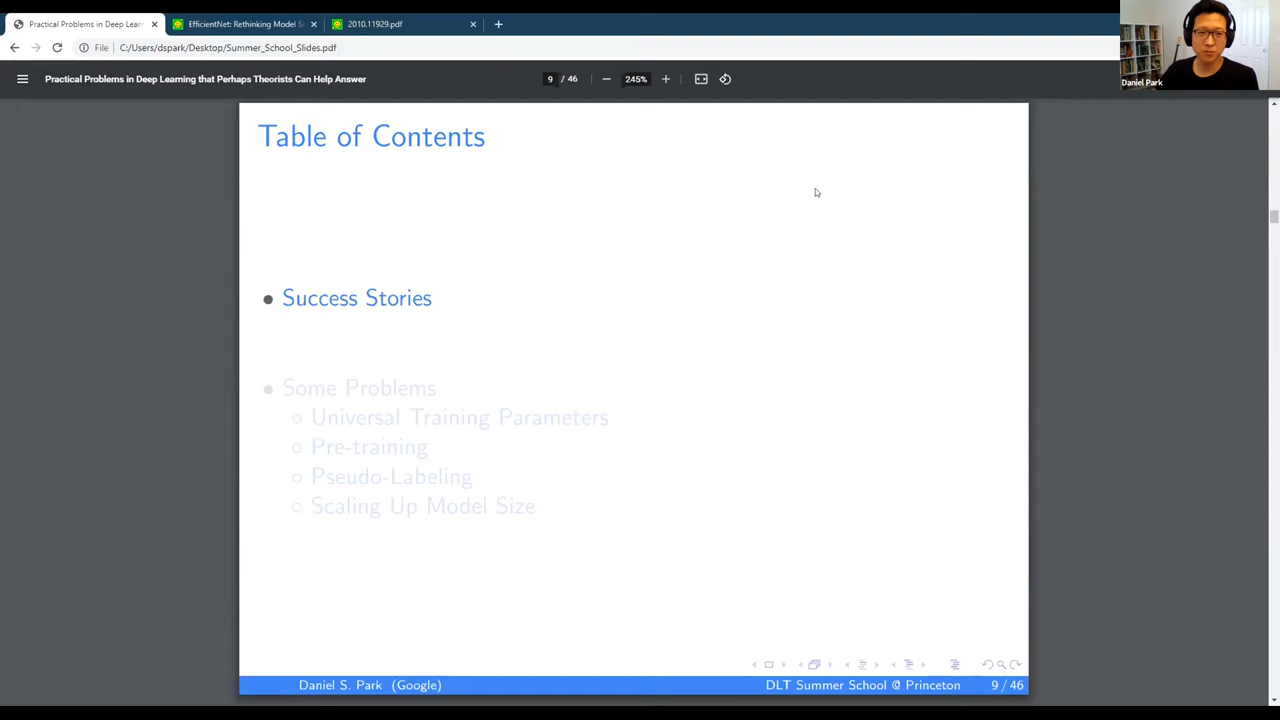 Practical Problems in Deep Lear
EfficientNet: Rethinking Model S
2010.11929.pdf
File
C:/Users/dspark/Desktop/Summer_School_Slides.pdf
Daniel Park
Practical Problems in Deep Learning that Perhaps Theorists Can Help Answer
9 / 46
245%
Table of Contents
Success Stories
Some Problems
Universal Training Parameters
Pre-training
Pseudo-Labeling
Scaling Up Model Size
Daniel S. Park (Google)
DLT Summer School @ Princeton
9 / 46